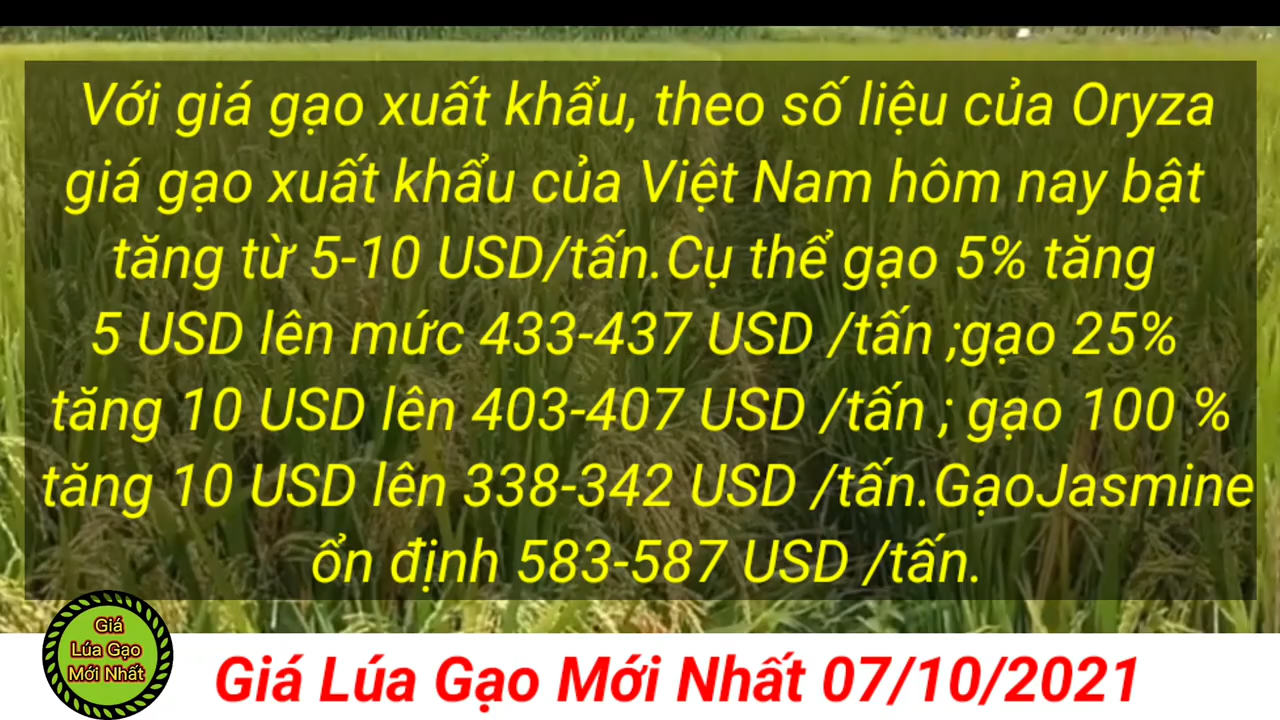 Với giá gạo xuất khẩu, theo số liệu của Oryza
giá gạo xuất khẩu của Việt Nam hôm nay bật
tăng từ 5-10 USD/tấn.Cụ thể gạo 5% tăng
5 USD lên mức 433-437 USD /tấn ;gạo 25%
tăng 10 USD lên 403-407 USD /tấn ; gạo 100 %
tăng 10 USD lên 338-342 USD /tấn.GạoJasmine
ổn định 583-587 USD /tấn.
Giá
Lúa Gạo
Mới Nhất
Giá Lúa Gạo Mới Nhất 07/10/2021